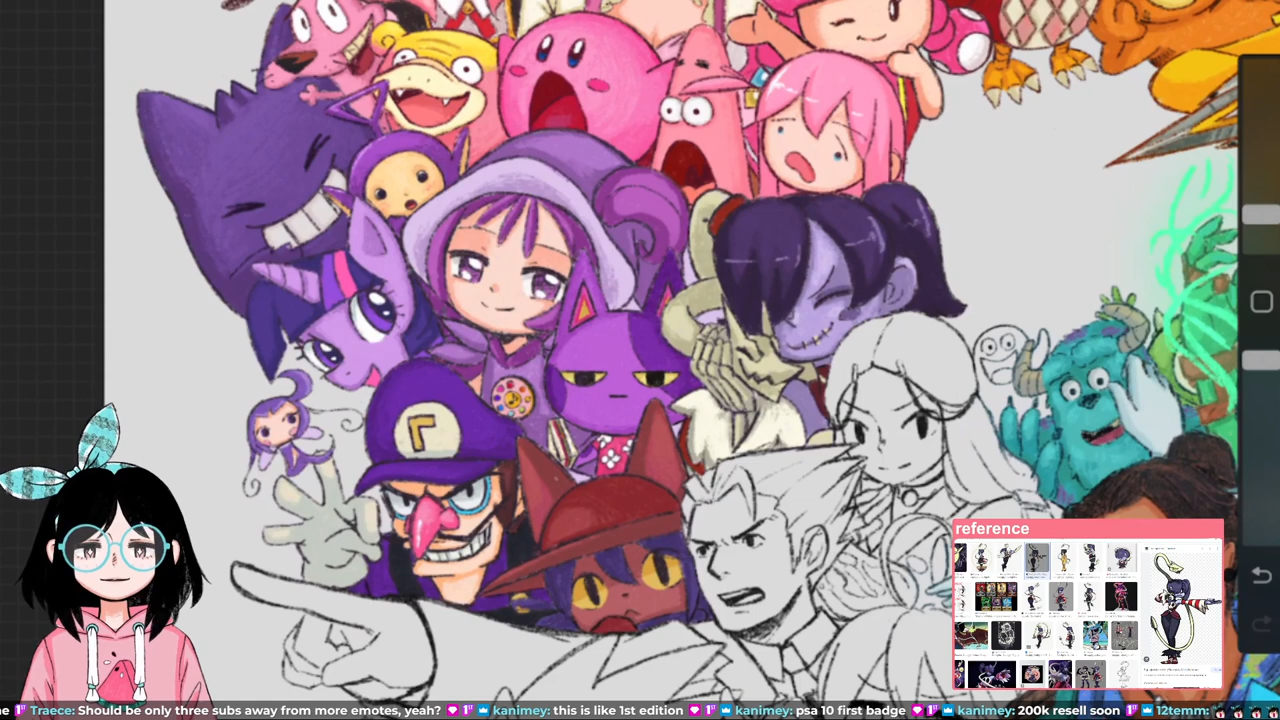 reference
me Traece: Should be only three subs away from more emotes, yeah? kanimey: this is like 1st edition kanimey: psa 10 first badge kanimey: 200k resell soon 12temm: